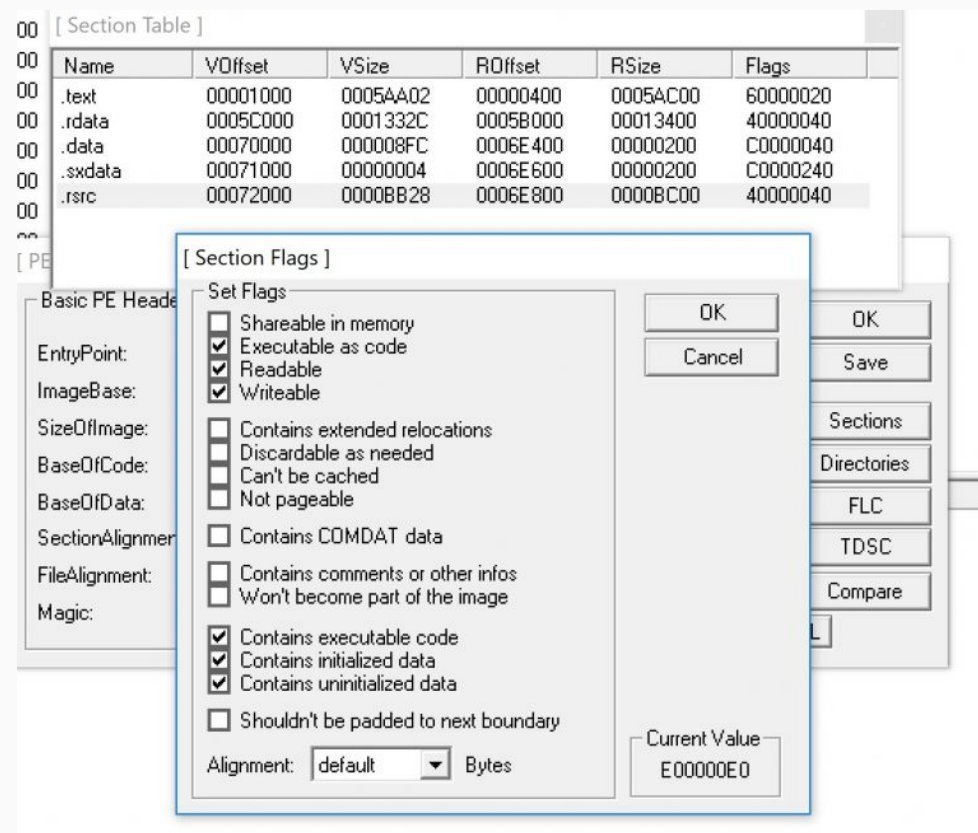 00
00
00
00
00
00
00
[ Section Table ]
Name VOffset VSize ROffset RSize Flags
.text 00001000 0005AA02 00000400 0005AC00 60000020
.rdata 0005C000 0001332C 0005B000 00013400 40000040
.data 00070000 000008FC 0006E400 00000200 C0000040
.sxdata 00071000 00000004 0006E600 00000200 C0000240
.rsrc 00072000 0000BB28 0006E800 0000BC00 40000040
[ PE
Basic PE Heade
EntryPoint:
ImageBase:
SizeOfImage:
BaseOfCode:
BaseOfData:
SectionAlignmen
FileAlignment:
Magic:
[ Section Flags ]
Set Flags
Shareable in memory
Executable as code
Readable
Writeable
Contains extended relocations
Discardable as needed
Can't be cached
Not pageable
Contains COMDAT data
Contains comments or other infos
Won't become part of the image
Contains executable code
Contains initialized data
Contains uninitialized data
Shouldn't be padded to next boundary
Alignment: default Bytes
OK
Cancel
Current Value
E00000E0
OK
Save
Sections
Directories
FLC
TDSC
Compare
L